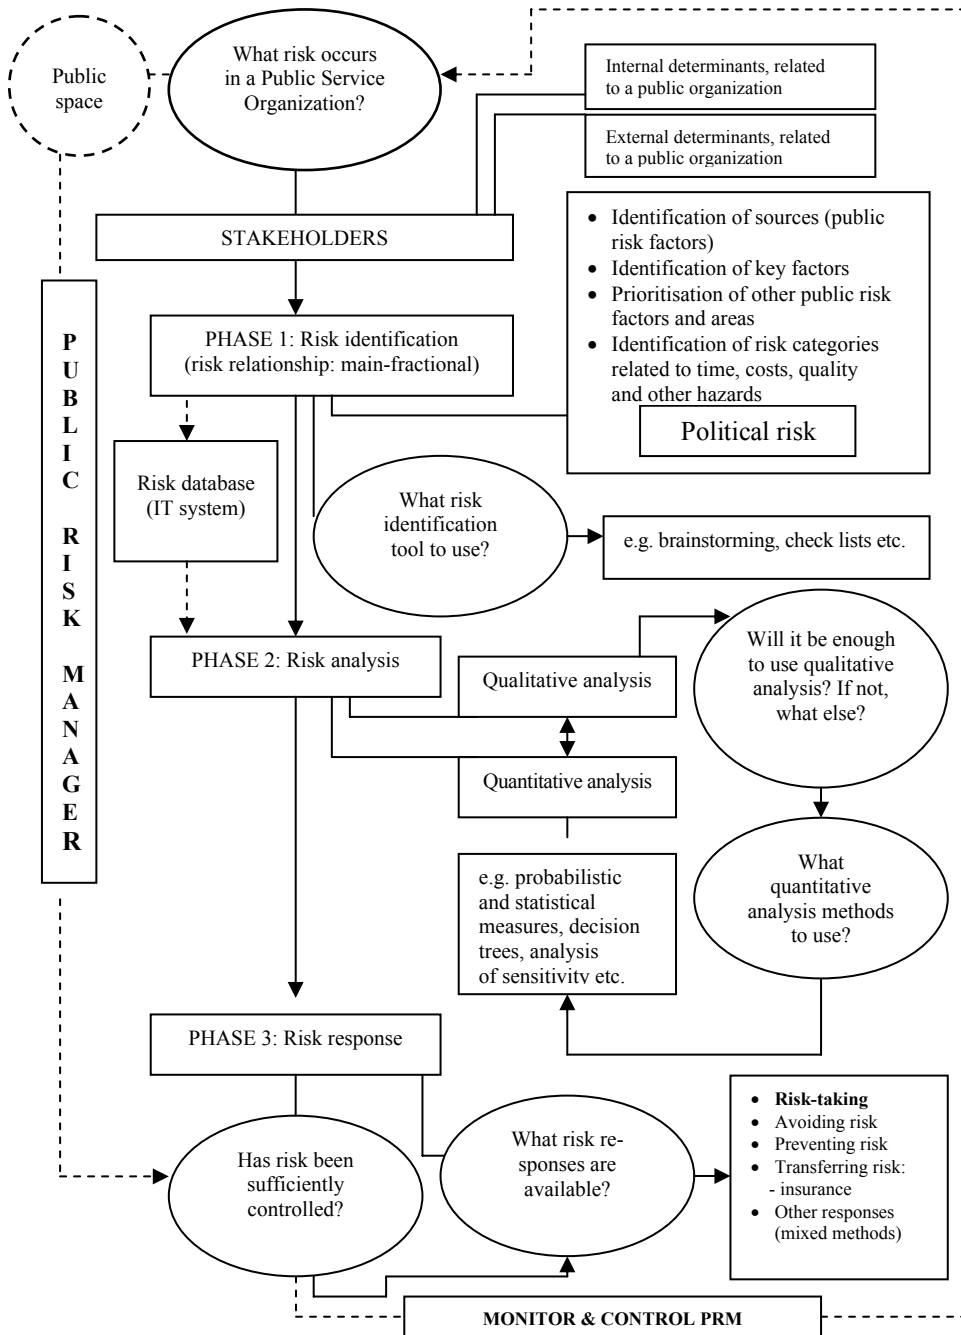 Public
space
What risk occurs
in a Public Service
Organization?
Internal determinants, related
to a public organization
External determinants, related
to a public organization
STAKEHOLDERS
• Identification of sources (public
risk factors)
• Identification of key factors
• Prioritisation of other public risk
factors and areas
• Identification of risk categories
related to time, costs, quality
and other hazards
Political risk
PUBLIC RISK MANAGER
PHASE 1: Risk identification
(risk relationship: main-fractional)
Risk database
(IT system)
What risk
identification
tool to use?
e.g. brainstorming, check lists etc.
PHASE 2: Risk analysis
Qualitative analysis
Will it be enough
to use qualitative
analysis? If not,
what else?
Quantitative analysis
What
quantitative
analysis methods
to use?
e.g. probabilistic
and statistical
measures, decision
trees, analysis
of sensitivity etc.
PHASE 3: Risk response
Has risk been
sufficiently
controlled?
What risk re-
sponses are
available?
• Risk-taking
• Avoiding risk
• Preventing risk
• Transferring risk:
- insurance
• Other responses
(mixed methods)
MONITOR & CONTROL PRM